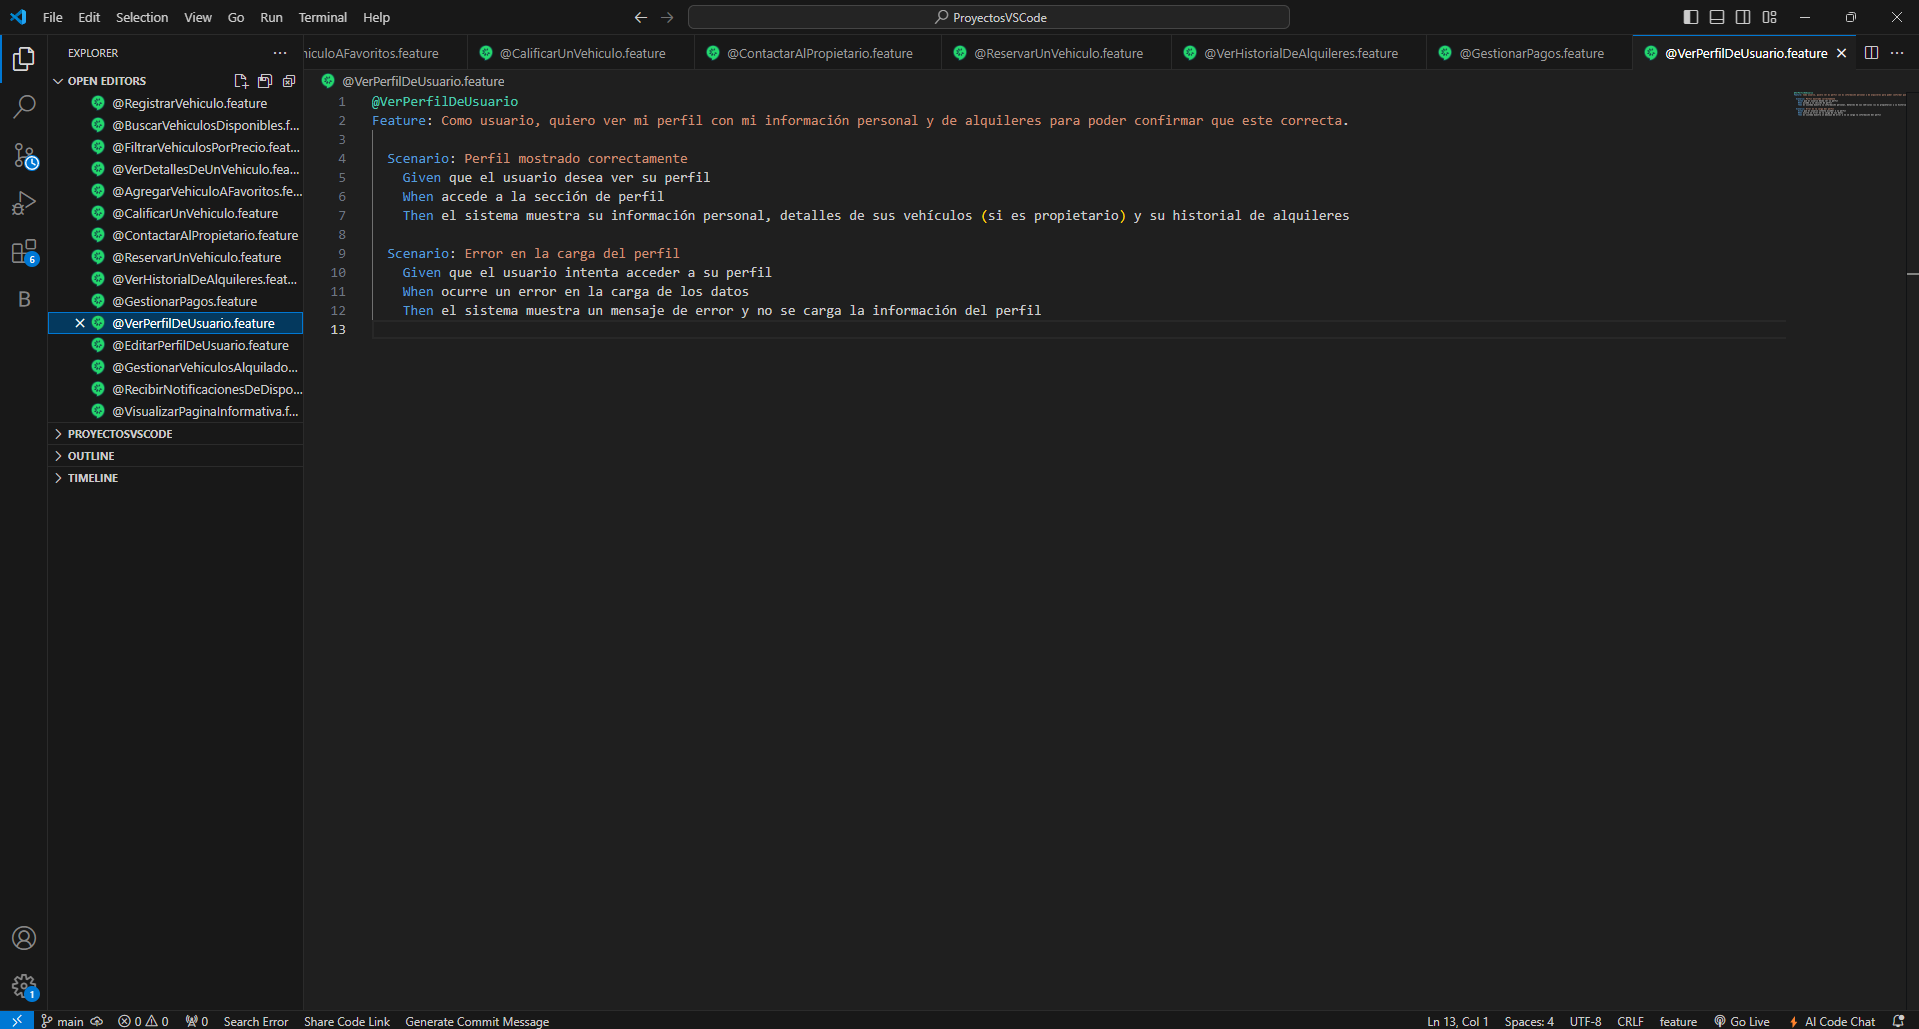 File Edit Selection View Go Run Terminal Help
ProyectosVSCode
EXPLORER
iculoAFavoritos.feature @CalificarUnVehiculo.feature @ContactarAlPropietario.feature @ReservarUnVehiculo.feature @VerHistorialDeAlquileres.feature @GestionarPagos.feature @VerPerfilDeUsuario.feature
OPEN EDITORS
@RegistrarVehiculo.feature
@BuscarVehiculosDisponibles.f...
@FiltrarVehiculosPorPrecio.feat...
@VerDetallesDeUnVehiculo.fea...
@AgregarVehiculoAFavoritos.fe...
@CalificarUnVehiculo.feature
@ContactarAlPropietario.feature
@ReservarUnVehiculo.feature
@VerHistorialDeAlquileres.feat...
@GestionarPagos.feature
@VerPerfilDeUsuario.feature
@EditarPerfilDeUsuario.feature
@GestionarVehiculosAlquilado...
@RecibirNotificacionesDeDispo...
@VisualizarPaginaInformativa.f...
PROYECTOSVSCODE
OUTLINE
TIMELINE
B
6
1
@VerPerfilDeUsuario.feature
1 @VerPerfilDeUsuario
2 Feature: Como usuario, quiero ver mi perfil con mi información personal y de alquileres para poder confirmar que este correcta.
3
4 Scenario: Perfil mostrado correctamente
5 Given que el usuario desea ver su perfil
6 When accede a la sección de perfil
7 Then el sistema muestra su información personal, detalles de sus vehículos (si es propietario) y su historial de alquileres
8
9 Scenario: Error en la carga del perfil
10 Given que el usuario intenta acceder a su perfil
11 When ocurre un error en la carga de los datos
12 Then el sistema muestra un mensaje de error y no se carga la información del perfil
13
main 0 0 0 Search Error Share Code Link Generate Commit Message Ln 13, Col 1 Spaces: 4 UTF-8 CRLF feature Go Live AI Code Chat